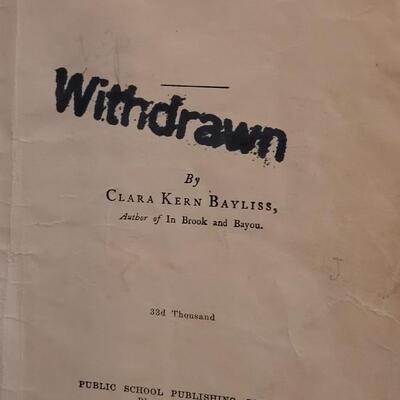 Withdrawn
By
CLARA KERN BAYLISS,
Author of In Brook and Bayou.
J
33d Thousand
PUBLIC SCHOOL PUBLISHING